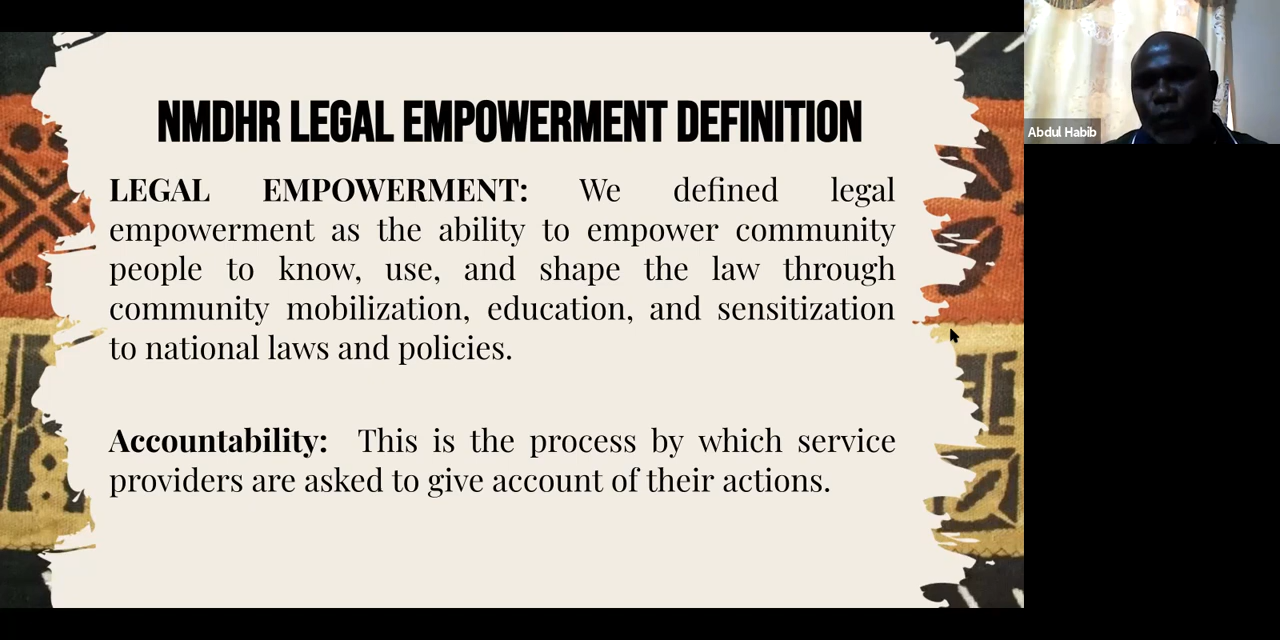 NMDHR LEGAL EMPOWERMENT DEFINITION
LEGAL EMPOWERMENT: We defined legal
empowerment as the ability to empower community
people to know, use, and shape the law through
community mobilization, education, and sensitization
to national laws and policies.
Accountability: This is the process by which service
providers are asked to give account of their actions.
Abdul Habib